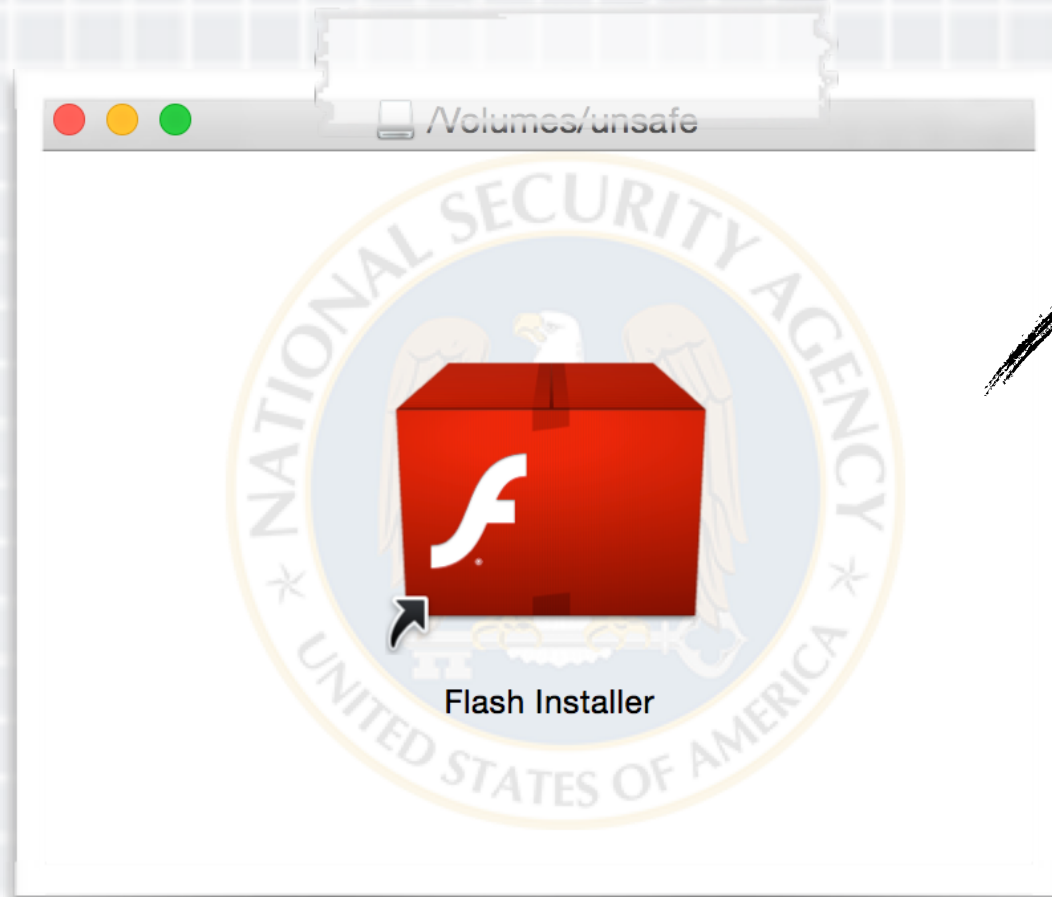 /Volumes/unsafe
NATIONAL SECURITY AGENCY
Flash Installer
UNITED STATES OF AMERICA